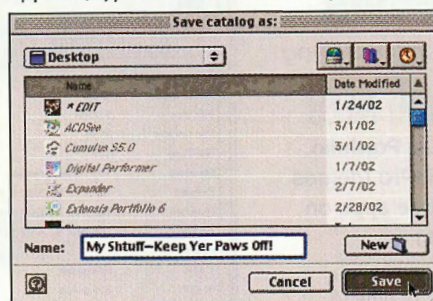 Save catalog as:
Desktop
Name Date Modified
* EDIT 1/24/02
ACDSee 3/1/02
Cumulus S5.0 3/1/02
Digital Performer 1/7/02
Expander 2/7/02
Extensis Portfolio 6 2/28/02
Name: My Shtuff–Keep Yer Paws Off! New
Cancel Save